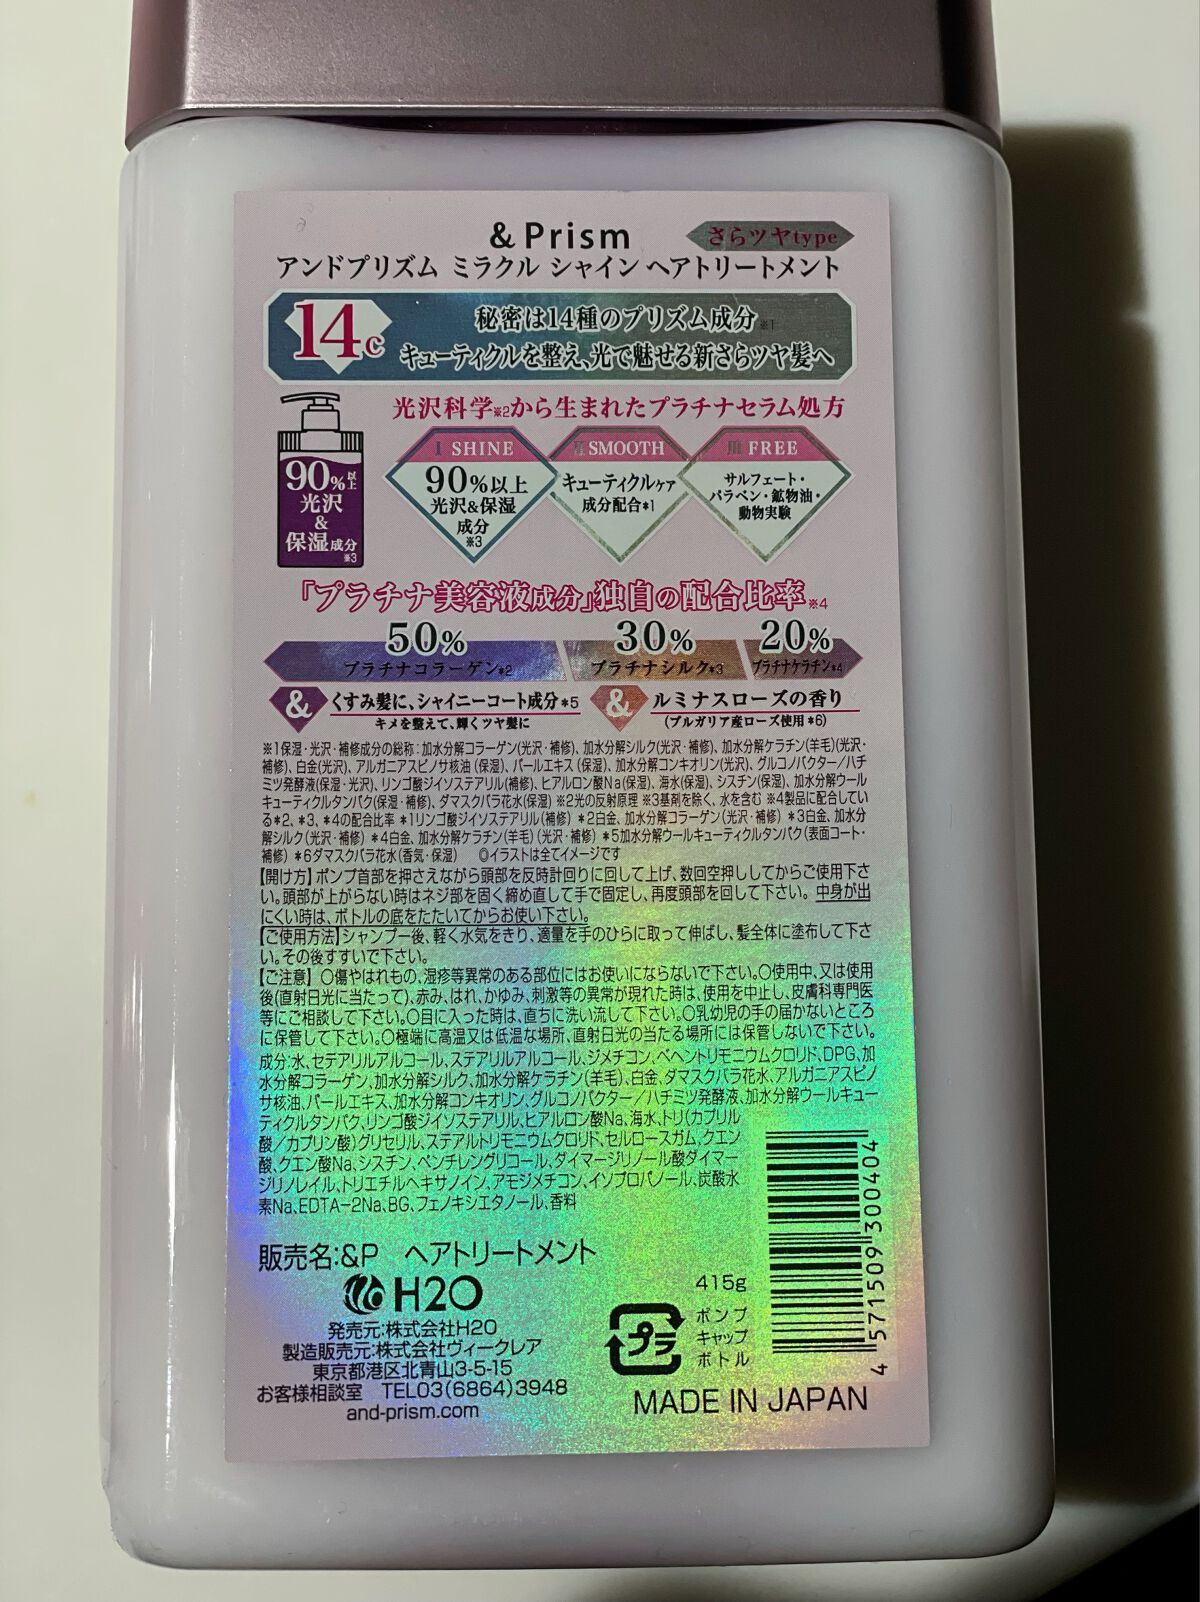 & Prism さらツヤtype
アンドプリズム ミラクル シャイン ヘアトリートメント
14c
秘密は14種のプリズム成分※1
キューティクルを整え、光で魅せる新さらツヤ髪へ
光沢科学※2から生まれたプラチナセラム処方
90%以上
光沢
&
保湿成分
※3
I SHINE
90%以上
光沢&保湿
成分
※3
II SMOOTH
キューティクルケア
成分配合*1
III FREE
サルフェート・
パラベン・鉱物油・
動物実験
「プラチナ美容液成分」独自の配合比率※4
50% 30% 20%
プラチナコラーゲン*2 プラチナシルク*3 プラチナケラチン*4
& くすみ髪に、シャイニーコート成分*5
キメを整えて、輝くツヤ髪に
& ルミナスローズの香り
(ブルガリア産ローズ使用*6)
※1保湿・光沢・補修成分の総称:加水分解コラーゲン(光沢・補修)、加水分解シルク(光沢・補修)、加水分解ケラチン(羊毛)(光沢・
補修)、白金(光沢)、アルガニアスピノサ核油(保湿)、パールエキス(保湿)、加水分解コンキオリン(光沢)、グルコノバクター/ハチ
ミツ発酵液(保湿・光沢)、リンゴ酸ジイソステアリル(補修)、ヒアルロン酸Na(保湿)、海水(保湿)、シスチン(保湿)、加水分解ウール
キューティクルタンパク(保湿・補修)、ダマスクバラ花水(保湿) ※2光の反射原理 ※3基剤を除く、水を含む ※4製品に配合してい
る*2、*3、*4の配合比率 *1リンゴ酸ジイソステアリル(補修) *2白金、加水分解コラーゲン(光沢・補修) *3白金、加水分
解シルク(光沢・補修) *4白金、加水分解ケラチン(羊毛)(光沢・補修) *5加水分解ウールキューティクルタンパク(表面コート・
補修) *6ダマスクバラ花水(香気・保湿) ◎イラストは全てイメージです
【開け方】ポンプ首部を押さえながら頭部を反時計回りに回して上げ、数回空押ししてからご使用下さ
い。頭部が上がらない時はネジ部を固く締め直して手で固定し、再度頭部を回して下さい。中身が出
にくい時は、ボトルの底をたたいてからお使い下さい。
【ご使用方法】シャンプー後、軽く水気をきり、適量を手のひらに取って伸ばし、髪全体に塗布して下さ
い。その後すすいで下さい。
【ご注意】〇傷やはれもの、湿疹等異常のある部位にはお使いにならないで下さい。〇使用中、又は使用
後(直射日光に当たって)、赤み、はれ、かゆみ、刺激等の異常が現れた時は、使用を中止し、皮膚科専門医
等にご相談して下さい。〇目に入った時は、直ちに洗い流して下さい。〇乳幼児の手の届かないところ
に保管して下さい。〇極端に高温又は低温な場所、直射日光の当たる場所には保管しないで下さい。
成分:水、セテアリルアルコール、ステアリルアルコール、ジメチコン、ベヘントリモニウムクロリド、DPG、加
水分解コラーゲン、加水分解シルク、加水分解ケラチン(羊毛)、白金、ダマスクバラ花水、アルガニアスピノ
サ核油、パールエキス、加水分解コンキオリン、グルコノバクター/ハチミツ発酵液、加水分解ウールキュー
ティクルタンパク、リンゴ酸ジイソステアリル、ヒアルロン酸Na、海水、トリ(カプリル
酸/カプリン酸)グリセリル、ステアルトリモニウムクロリド、セルロースガム、クエン
酸、クエン酸Na、シスチン、ペンチレングリコール、ダイマージリノール酸ダイマー
ジリノレイル、トリエチルヘキサノイン、アモジメチコン、イソプロパノール、炭酸水
素Na、EDTA-2Na、BG、フェノキシエタノール、香料
販売名:&P ヘアトリートメント
H2O
発売元:株式会社H2O
製造販売元:株式会社ヴィークレア
東京都港区北青山3-5-15
お客様相談室 TEL03(6864)3948
and-prism.com
415g
プラ
ポンプ
キャップ
ボトル
MADE IN JAPAN
4 571509 300404